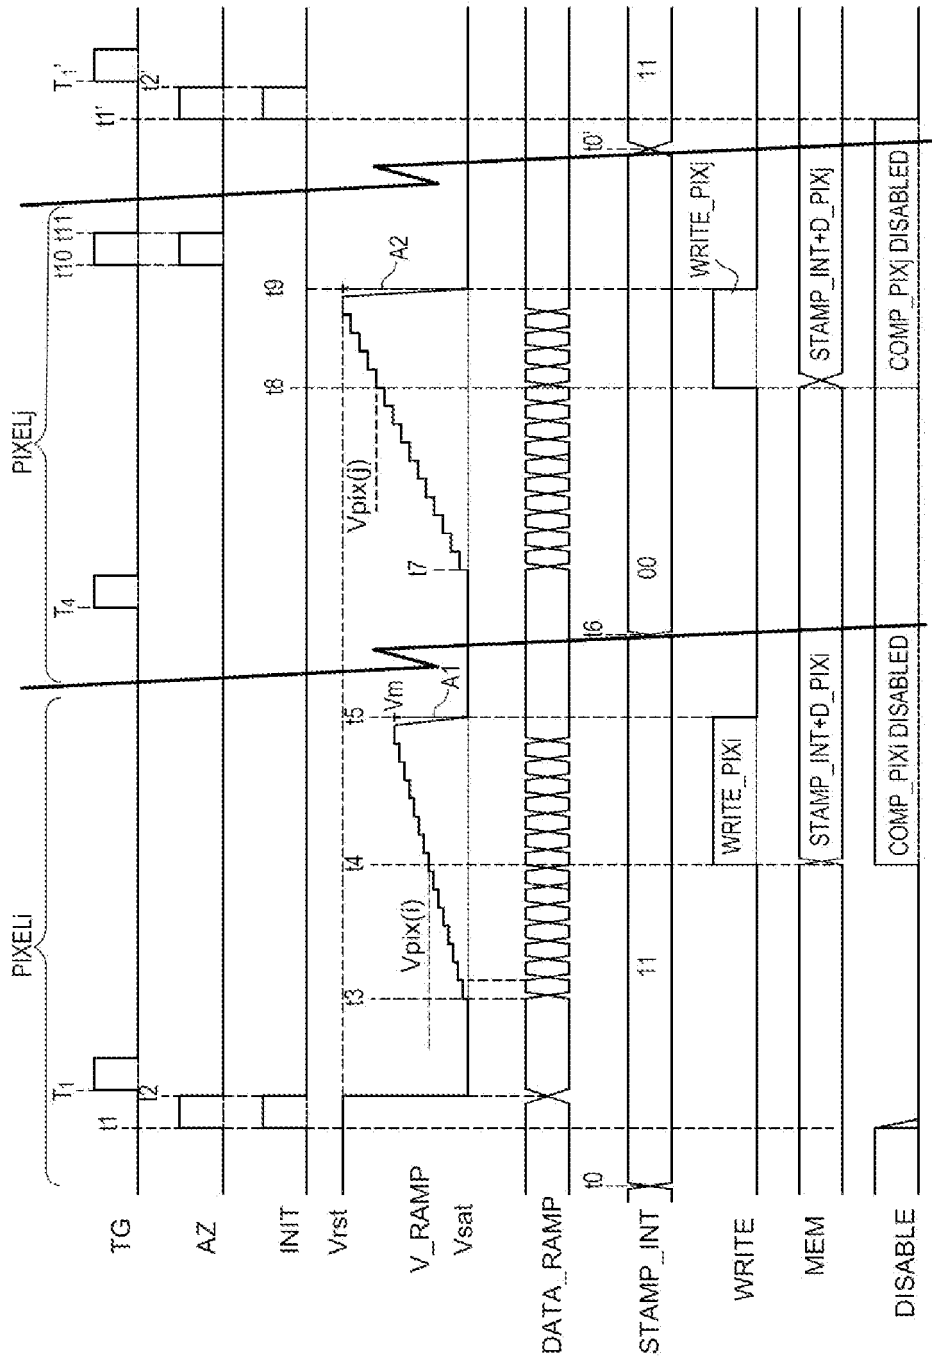 PIXELi
PIXELj
TG
T1
T4
t10
t11
T1'
AZ
t1
t2
t1'
t2'
INIT
Vrst
V_RAMP
Vsat
t3
Vpix(i)
t4
t5
Vm
A1
t7
Vpix(j)
t8
t9
A2
DATA_RAMP
STAMP_INT
t0
11
t6
00
t0'
11
WRITE
WRITE_PIXi
WRITE_PIXj
MEM
STAMP_INT+D_PIXi
STAMP_INT+D_PIXj
DISABLE
COMP_PIXi DISABLED
COMP_PIXj DISABLED